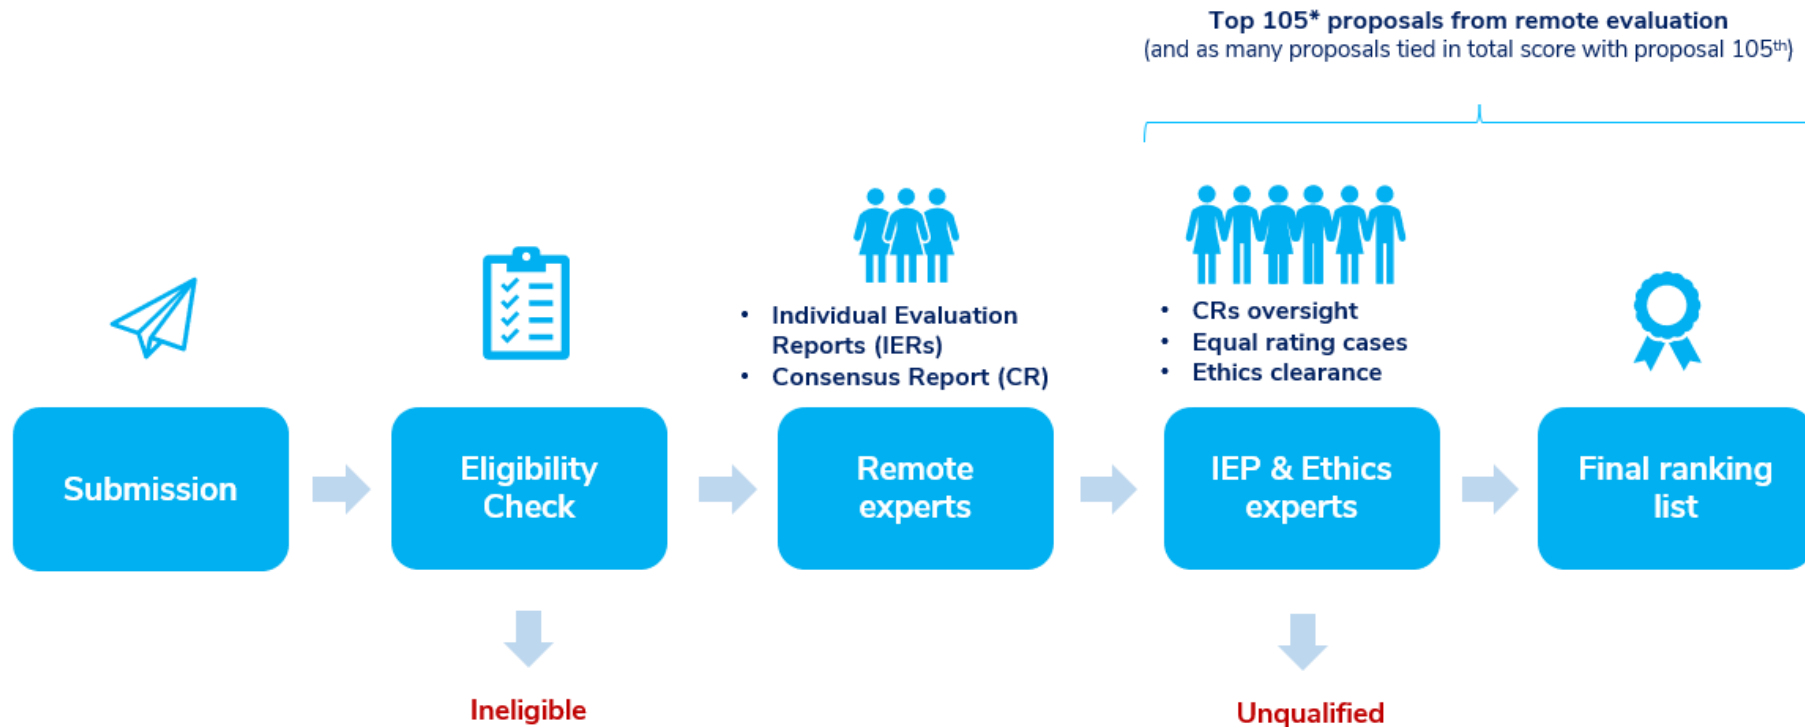 Top 105* proposals from remote evaluation
(and as many proposals tied in total score with proposal 105th)
• Individual Evaluation
Reports (IERs)
• Consensus Report (CR)
• CRs oversight
• Equal rating cases
• Ethics clearance
Submission
Eligibility
Check
Remote
experts
IEP & Ethics
experts
Final ranking
list
Ineligible
Unqualified